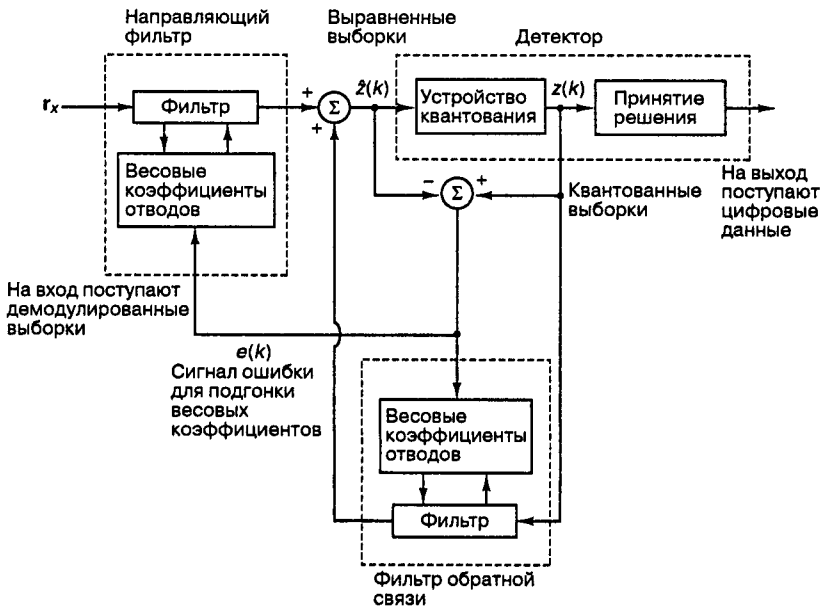 Направляющий
фильтр
Выравненные
выборки
Детектор
r_x
Фильтр
+
+
Σ
ẑ(k)
Устройство
квантования
z(k)
Принятие
решения
Весовые
коэффициенты
отводов
−
Σ
+
Квантованные
выборки
На выход
поступают
цифровые
данные
На вход поступают
демодулированные
выборки
e(k)
Сигнал ошибки
для подгонки
весовых
коэффициентов
Весовые
коэффициенты
отводов
Фильтр
Фильтр обратной
связи